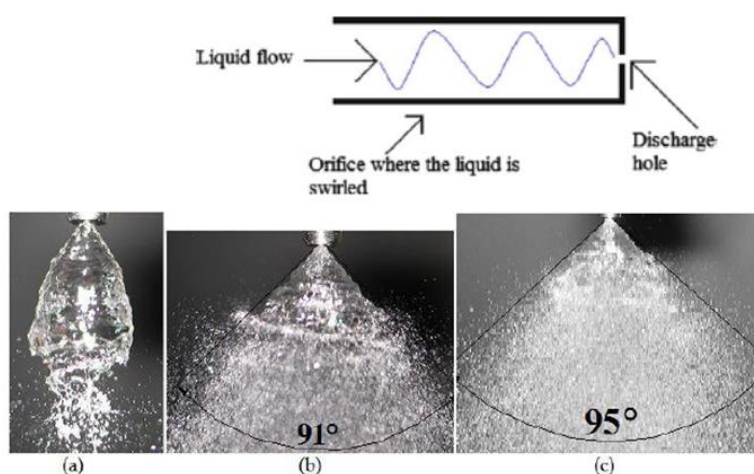 Liquid flow
Discharge
hole
Orifice where the liquid is
swirled
91°
95°
(a)
(b)
(c)